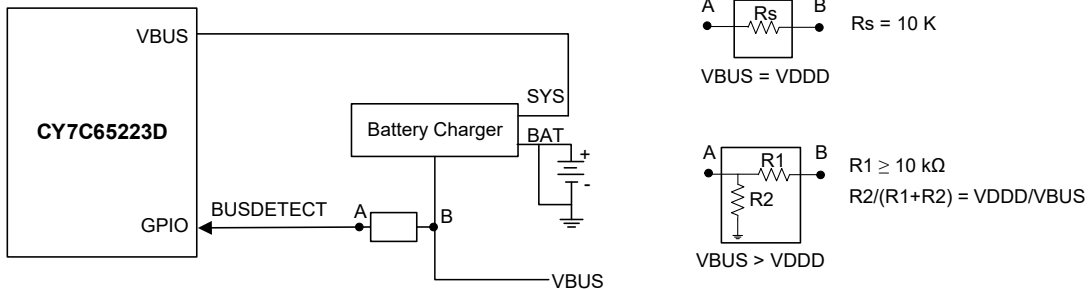 VBUS
CY7C65223D
SYS
Battery Charger
BAT
+
-
GPIO
BUSDETECT
A
B
VBUS
A
Rs
B
Rs = 10 K
VBUS = VDDD
A
R1
B
R2
R1 ≥ 10 kΩ
R2/(R1+R2) = VDDD/VBUS
VBUS > VDDD